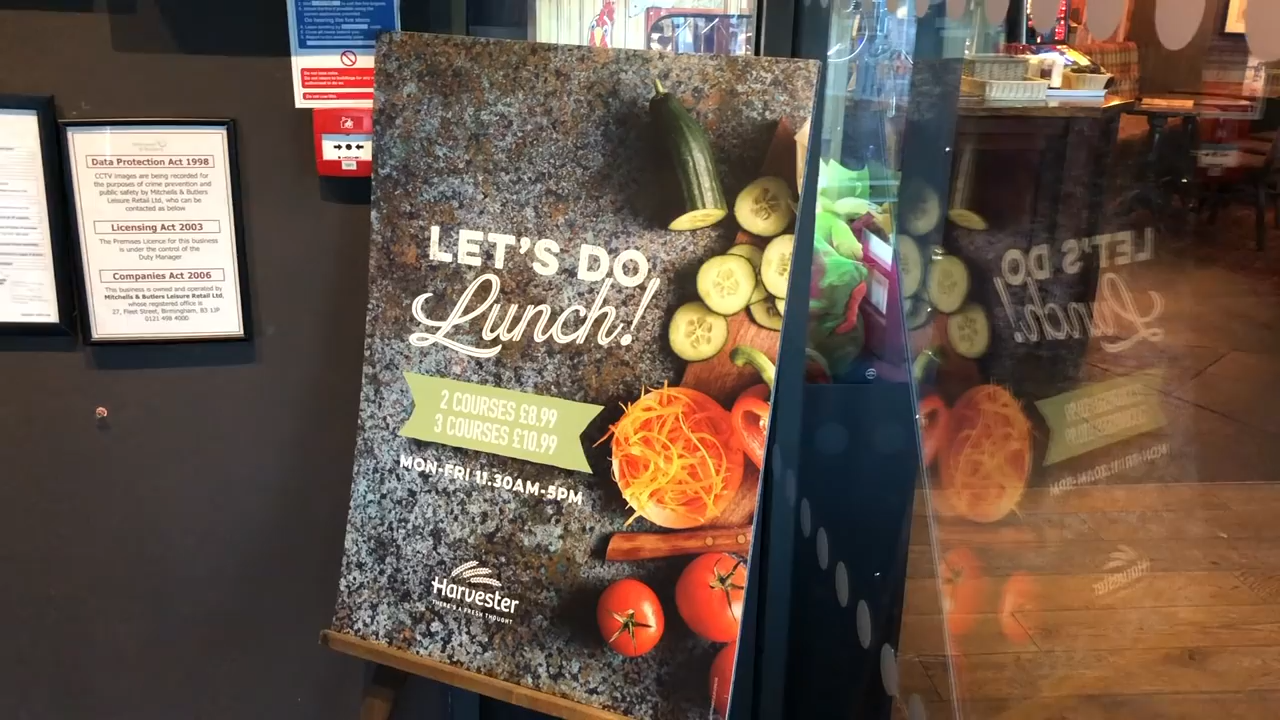 Data Protection Act 1998
CCTV images are being recorded for
the purposes of crime prevention and
public safety by Mitchells & Butlers
Leisure Retail Ltd, who can be
contacted as below
Licensing Act 2003
The Premises Licence for this business
is under the control of the
Duty Manager
Companies Act 2006
This business is owned and operated by
Mitchells & Butlers Leisure Retail Ltd,
whose registered office is
27, Fleet Street, Birmingham, B3 1JP
0121 498 4000
LET'S DO
Lunch!
2 COURSES £8.99
3 COURSES £10.99
MON-FRI 11.30AM-5PM
Harvester
THERE'S A FRESH THOUGHT